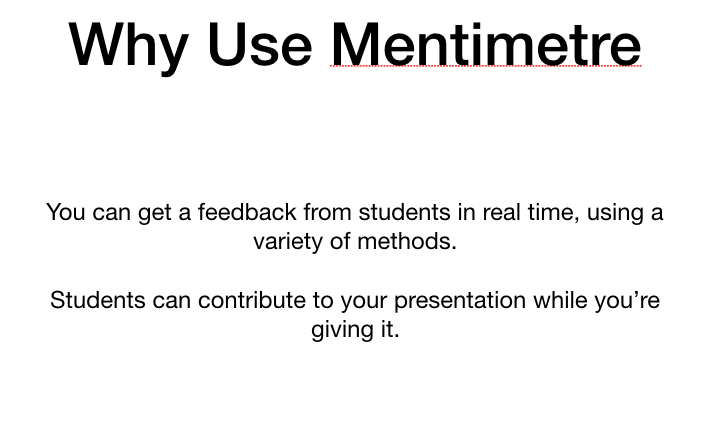 Why Use Mentimetre
You can get a feedback from students in real time, using a
variety of methods.
Students can contribute to your presentation while you’re
giving it.